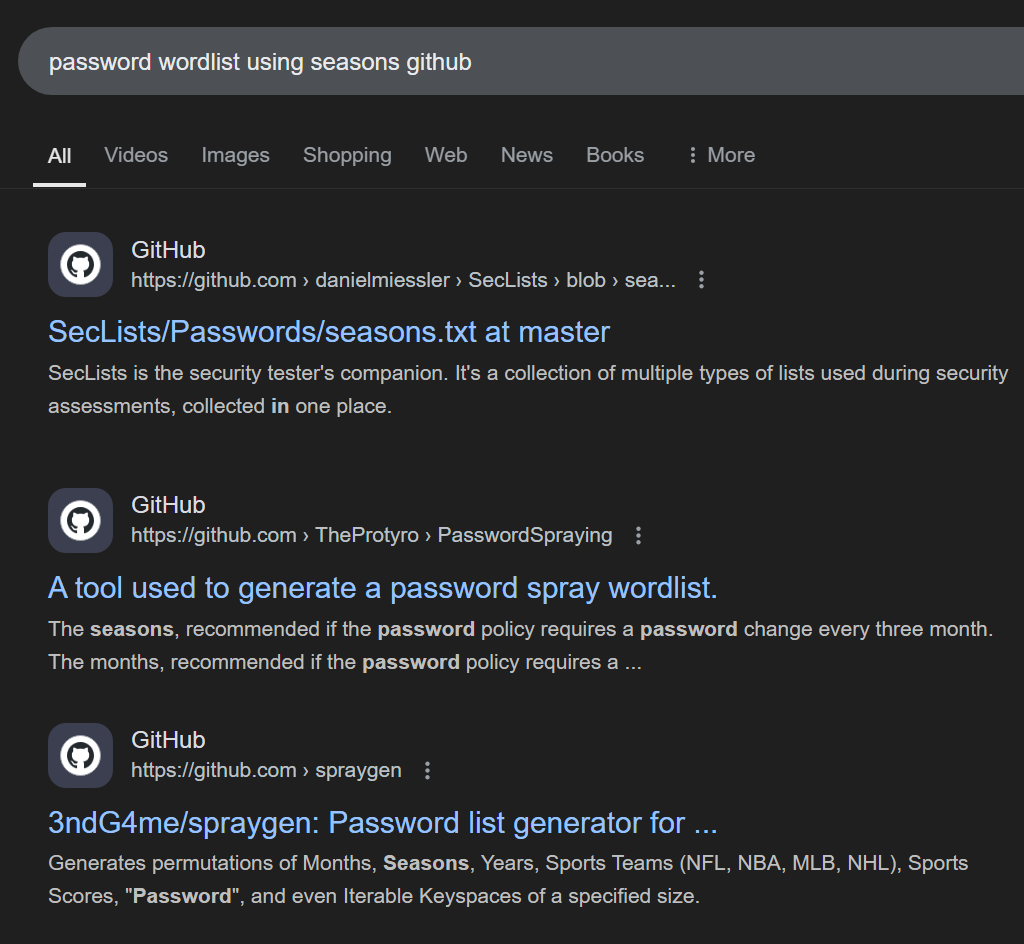 password wordlist using seasons github
All Videos Images Shopping Web News Books More
GitHub
https://github.com › danielmiessler › SecLists › blob › sea...
SecLists/Passwords/seasons.txt at master
SecLists is the security tester's companion. It's a collection of multiple types of lists used during security
assessments, collected in one place.
GitHub
https://github.com › TheProtyro › PasswordSpraying
A tool used to generate a password spray wordlist.
The seasons, recommended if the password policy requires a password change every three month.
The months, recommended if the password policy requires a ...
GitHub
https://github.com › spraygen
3ndG4me/spraygen: Password list generator for ...
Generates permutations of Months, Seasons, Years, Sports Teams (NFL, NBA, MLB, NHL), Sports
Scores, "Password", and even Iterable Keyspaces of a specified size.